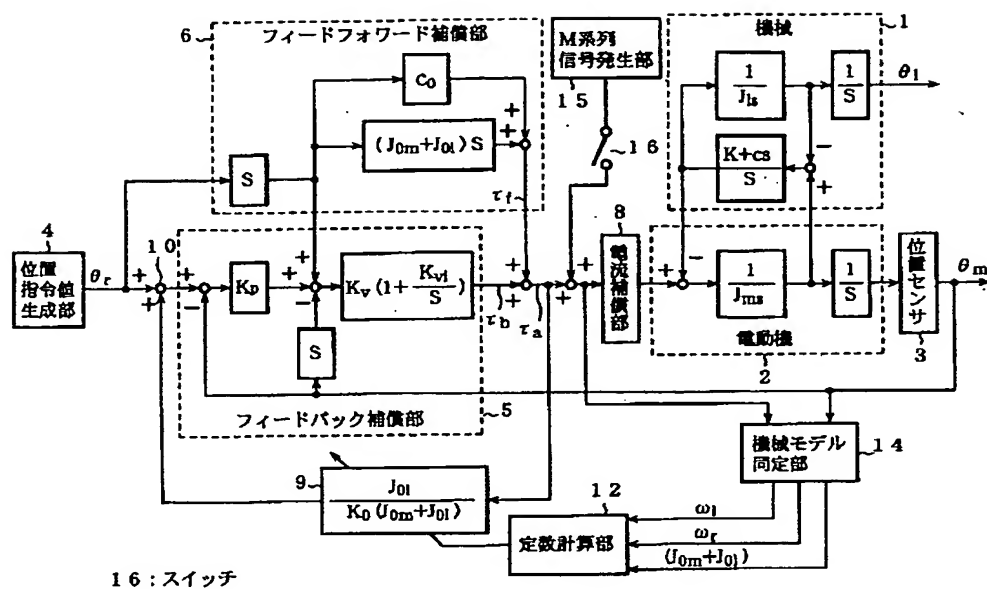 6
フィードフォワード補償部
C0
(J0m+J0l)S
S
τf
M系列
信号発生部
15
16
機械
1
1
Jls
1
S
θl
K+cs
S
4
位置
指令値
生成部
θr
10
Kp
Kv(1+
Kvi
S
)
S
τb
τa
8
電流補償部
1
Jms
1
S
電動機
2
位置センサ
3
θm
フィードバック補償部
5
9
J0l
K0(J0m+J0l)
12
定数計算部
ωl
ωr
(J0m+J0l)
機械モデル
同定部
14
+
+
+
+
+
−
+
+
−
+
+
+
+
+
−
−
+
16:スイッチ